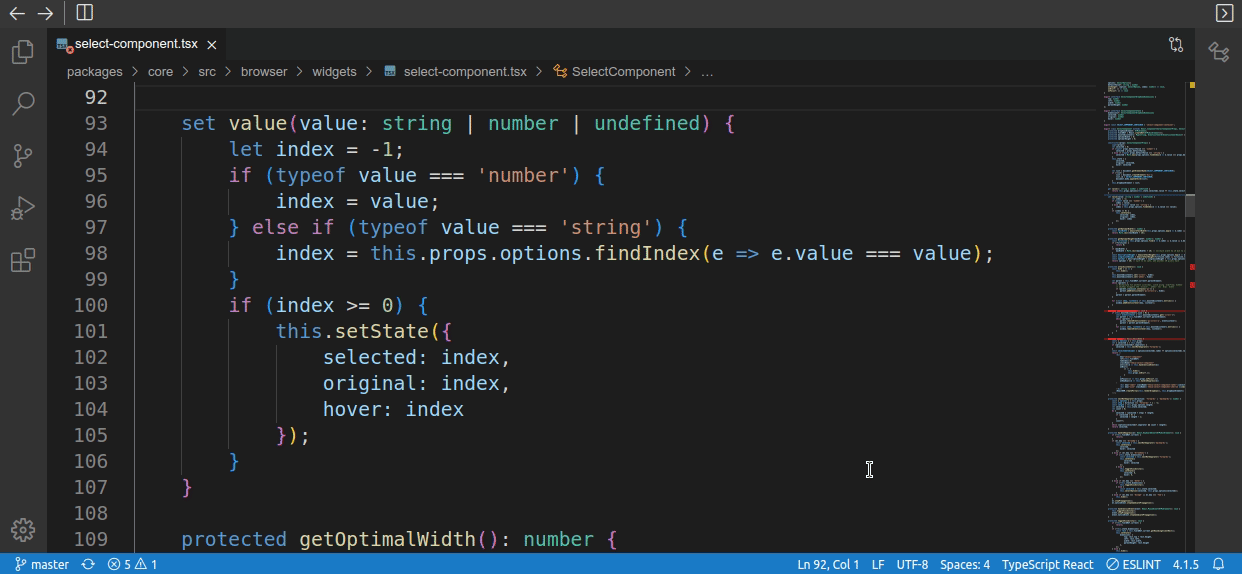 select-component.tsx
packages > core > src > browser > widgets > select-component.tsx > SelectComponent > ...
92
93 set value(value: string | number | undefined) {
94 let index = -1;
95 if (typeof value === 'number') {
96 index = value;
97 } else if (typeof value === 'string') {
98 index = this.props.options.findIndex(e => e.value === value);
99 }
100 if (index >= 0) {
101 this.setState({
102 selected: index,
103 original: index,
104 hover: index
105 });
106 }
107 }
108
109 protected getOptimalWidth(): number {
master 5 1 Ln 92, Col 1 LF UTF-8 Spaces: 4 TypeScript React ESLINT 4.1.5